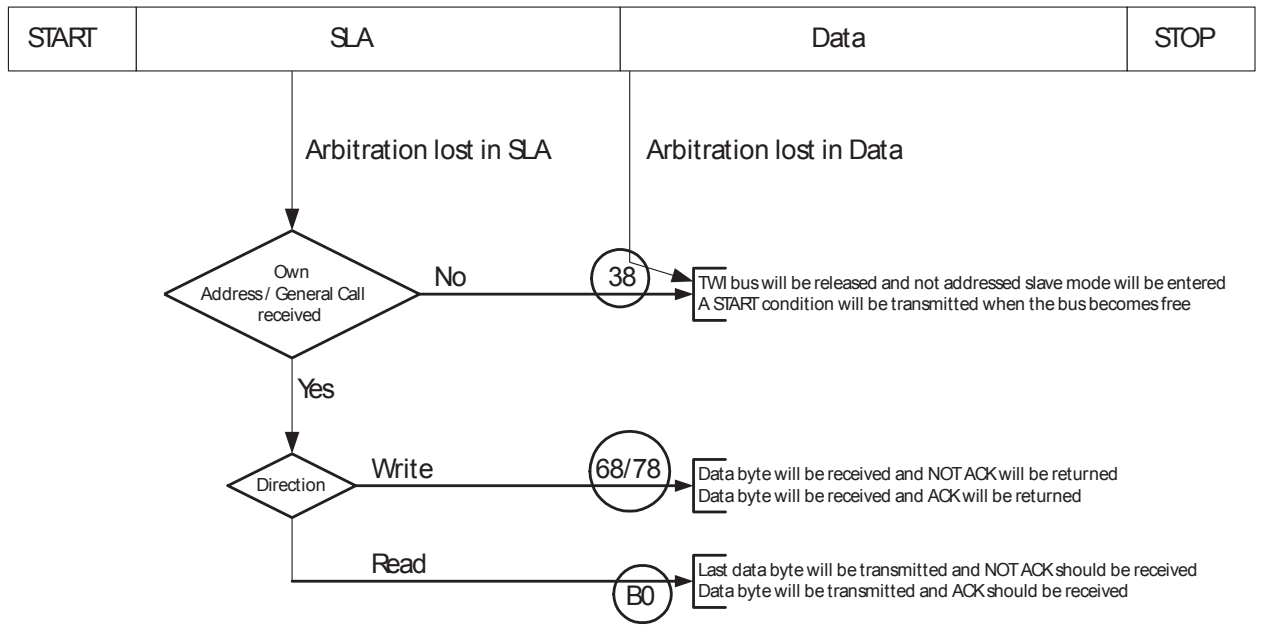 START SLA Data STOP
Arbitration lost in SLA Arbitration lost in Data
Own
Address / General Call
received
No
38
TWI bus will be released and not addressed slave mode will be entered
A START condition will be transmitted when the bus becomes free
Yes
Direction
Write
68/78
Data byte will be received and NOT ACK will be returned
Data byte will be received and ACK will be returned
Read
B0
Last data byte will be transmitted and NOT ACK should be received
Data byte will be transmitted and ACK should be received